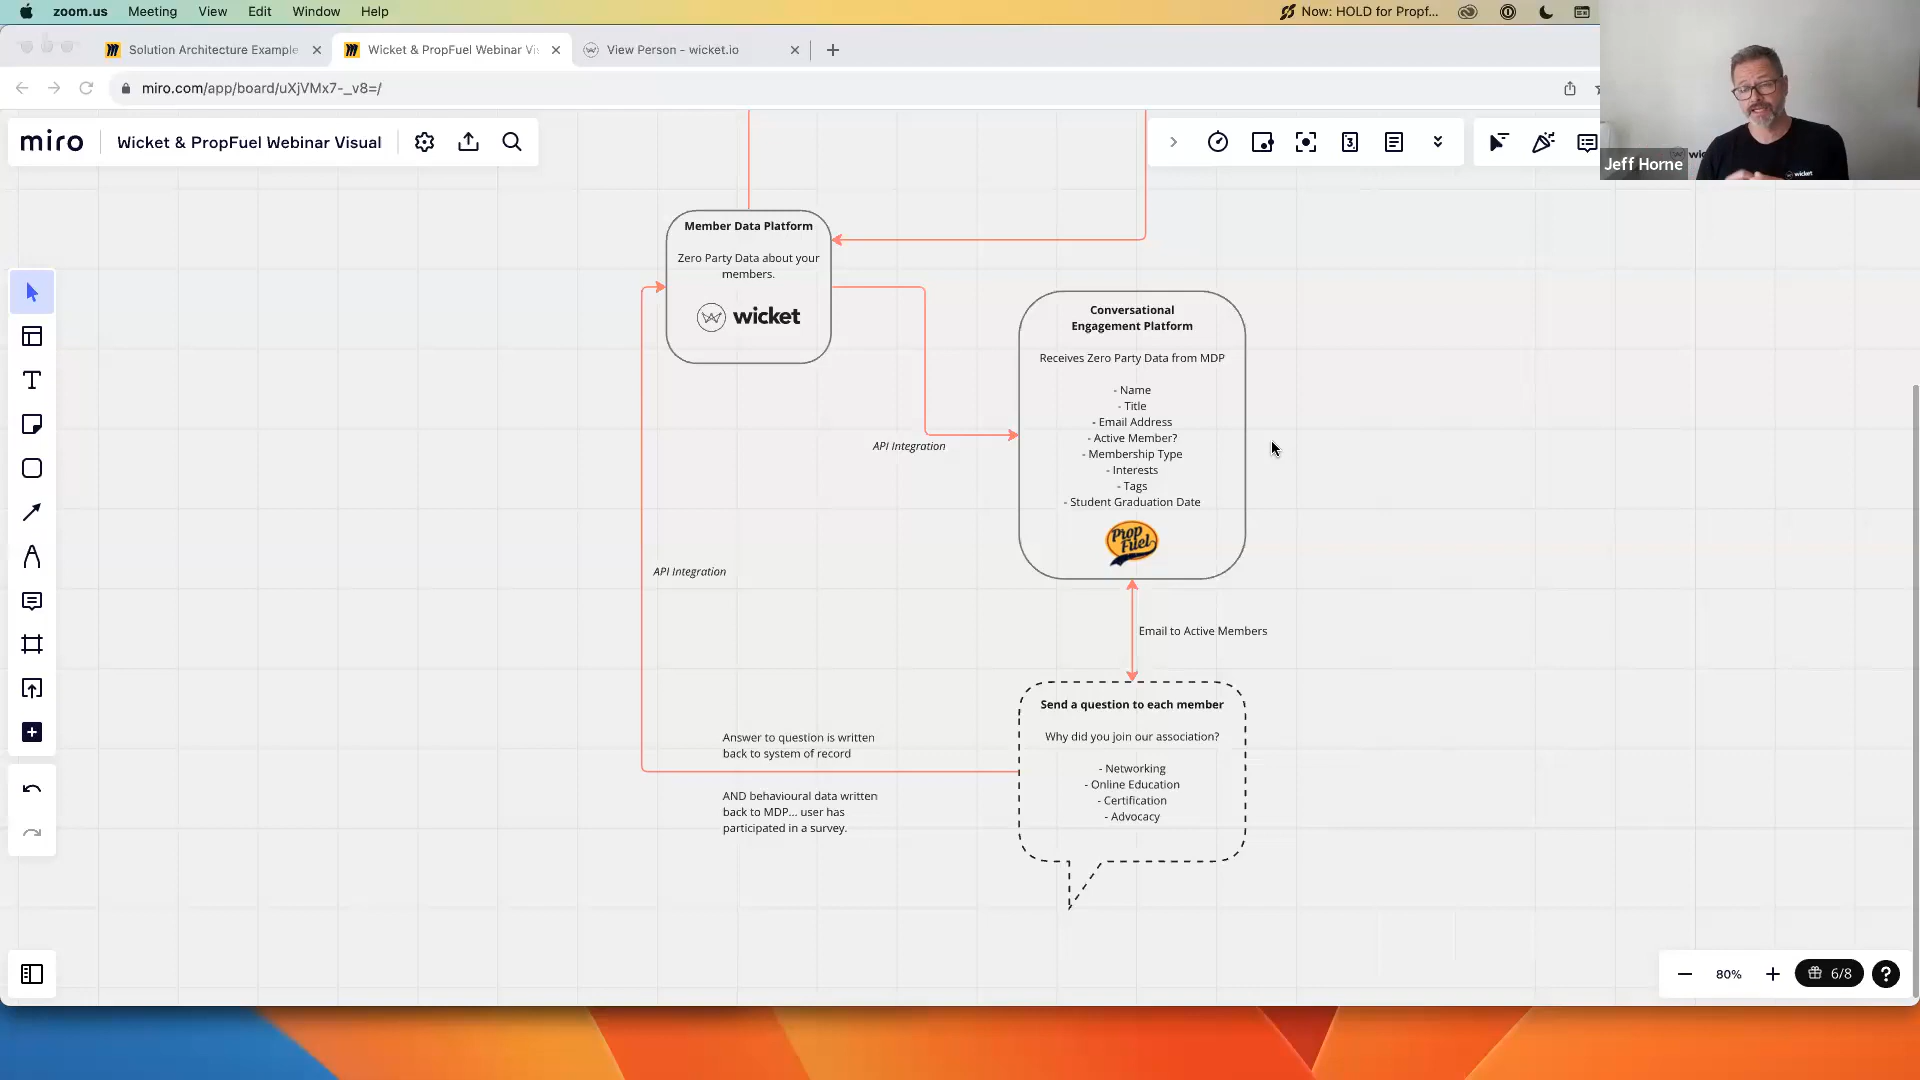 zoom.us Meeting View Edit Window Help
Now: HOLD for Propf...
Solution Architecture Example
Wicket & PropFuel Webinar Vi
View Person - wicket.io
miro.com/app/board/uXjVMx7-_v8=/
miro
Wicket & PropFuel Webinar Visual
3
wicket
Jeff Horne
Member Data Platform
Zero Party Data about your
members.
wicket
Conversational
Engagement Platform
Receives Zero Party Data from MDP
- Name
- Title
- Email Address
- Active Member?
- Membership Type
- Interests
- Tags
- Student Graduation Date
Prop
Fuel
API Integration
API Integration
Email to Active Members
Send a question to each member
Why did you join our association?
- Networking
- Online Education
- Certification
- Advocacy
Answer to question is written
back to system of record
AND behavioural data written
back to MDP... user has
participated in a survey.
80%
6/8